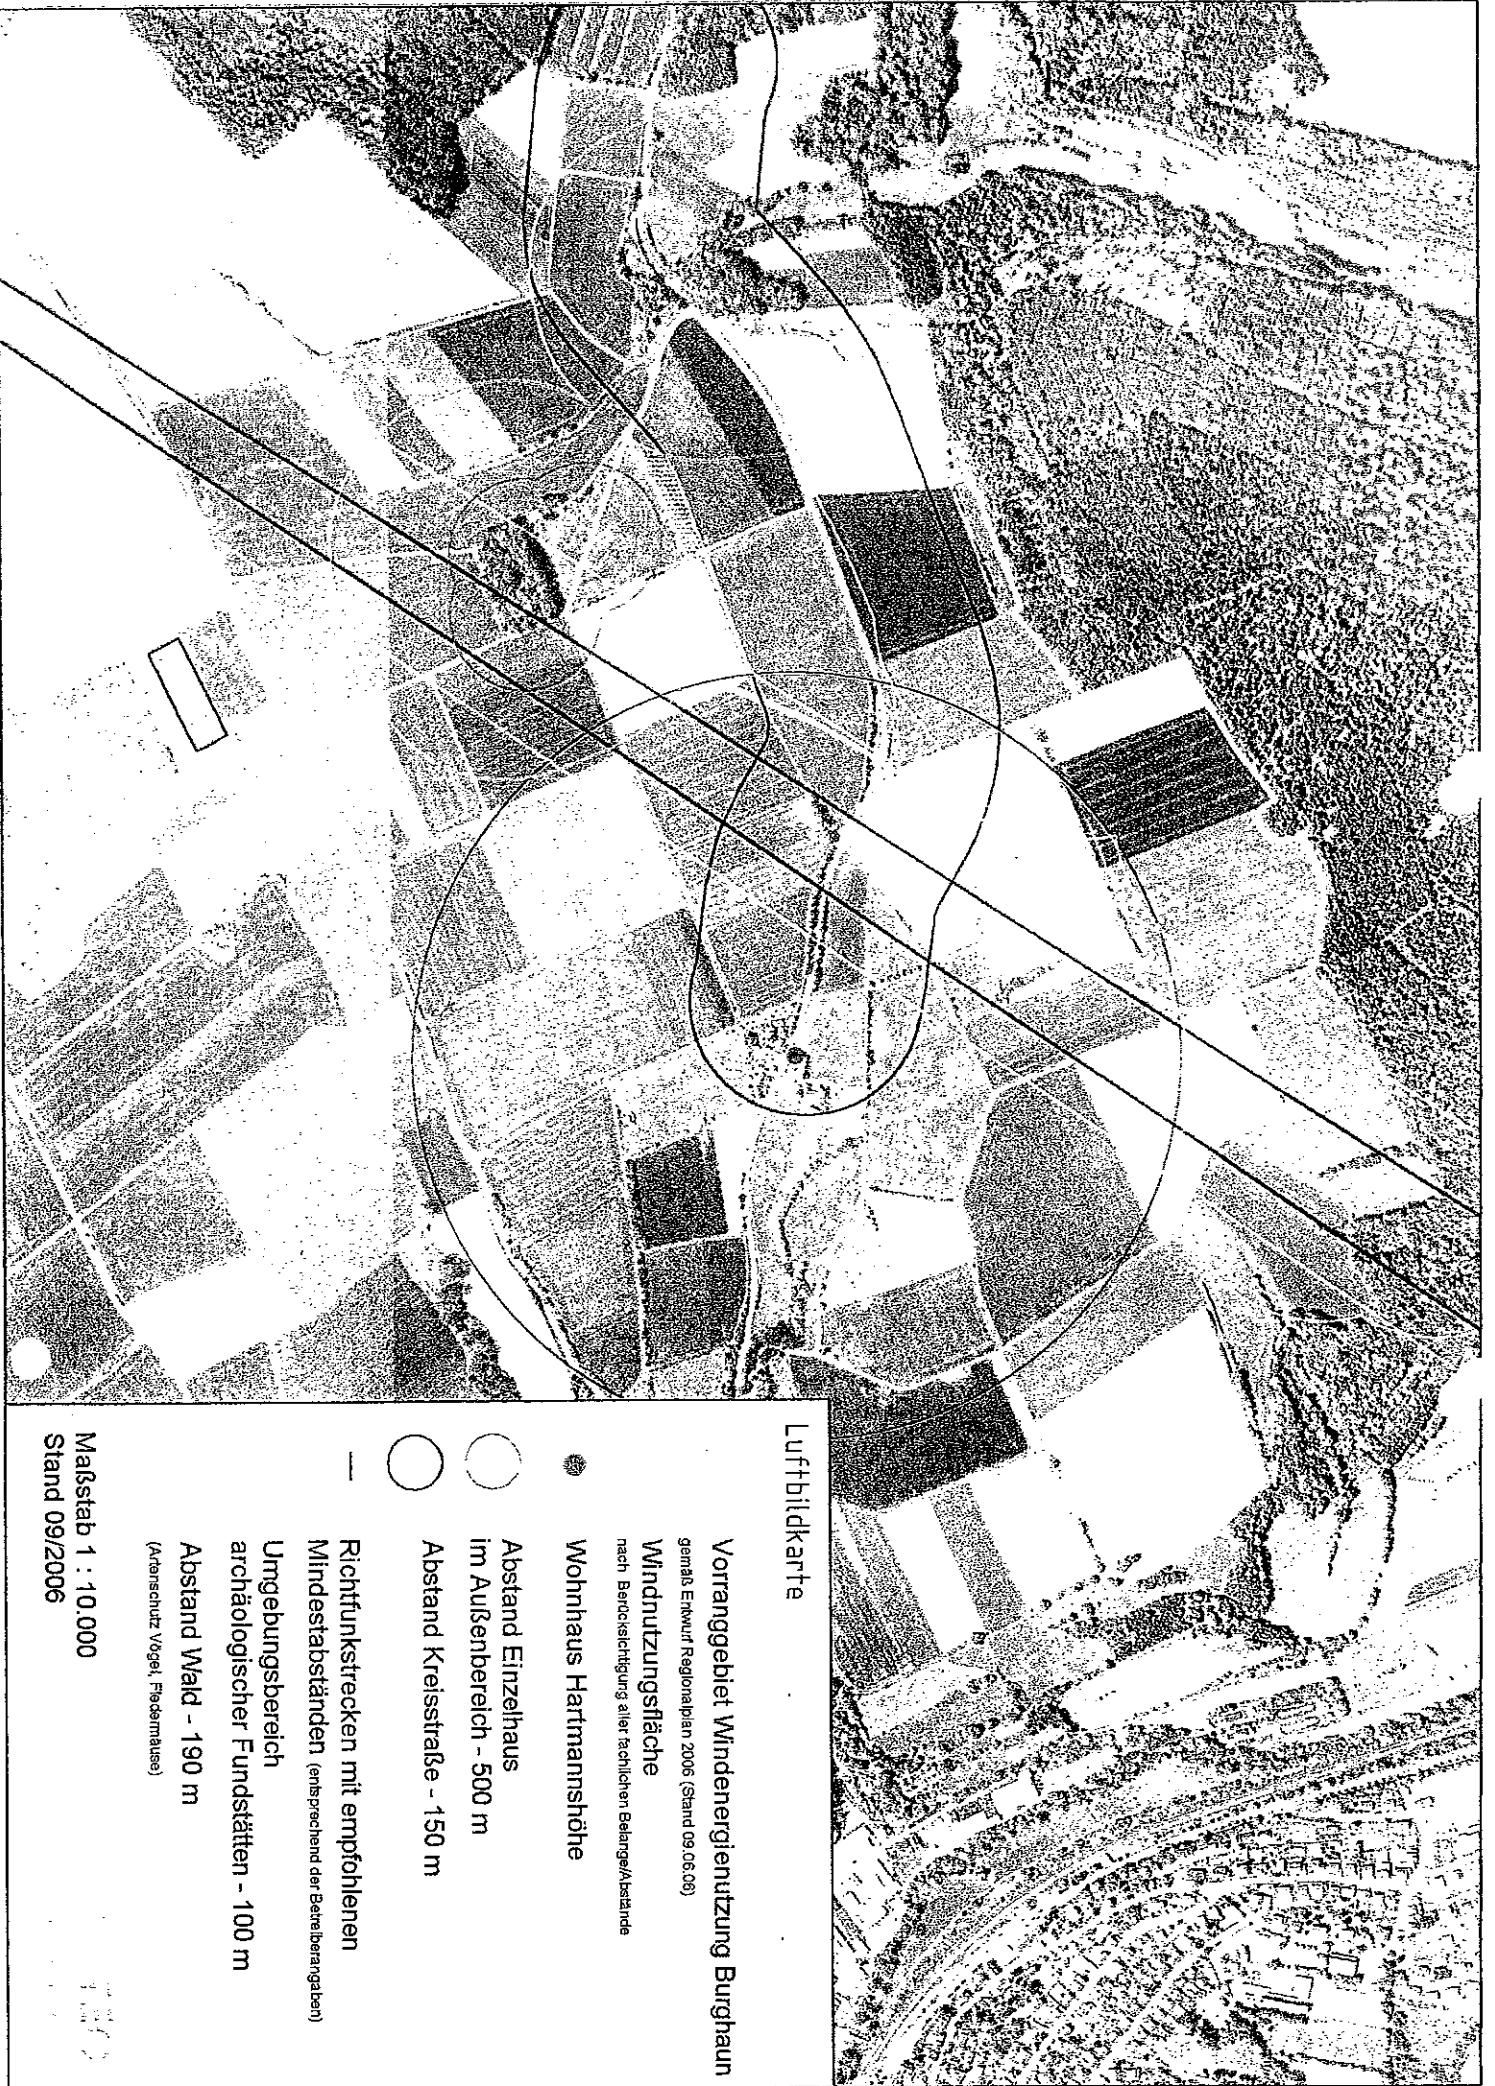 Luftbildkarte
Vorranggebiet Windenergienutzung Burghaun
gemäß Entwurf Regionalplan 2006 (Stand 09.06.06)
Windnutzungsfläche
nach Berücksichtigung aller fachlichen Belange/Abstände
Wohnhaus Hartmannshöhe
Abstand Einzelhaus
im Außenbereich - 500 m
Abstand Kreisstraße - 150 m
Richtfunkstrecken mit empfohlenen
Mindestabständen (entsprechend der Betreiberangaben)
Umgebungsbereich
archäologischer Fundstätten - 100 m
Abstand Wald - 190 m
(Artenschutz Vögel, Fledermäuse)
Maßstab 1 : 10.000
Stand 09/2006